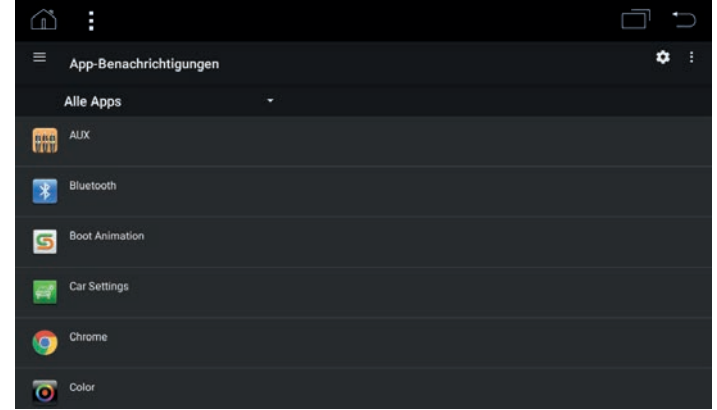 App-Benachrichtigungen
Alle Apps
AUX
Bluetooth
Boot Animation
Car Settings
Chrome
Color